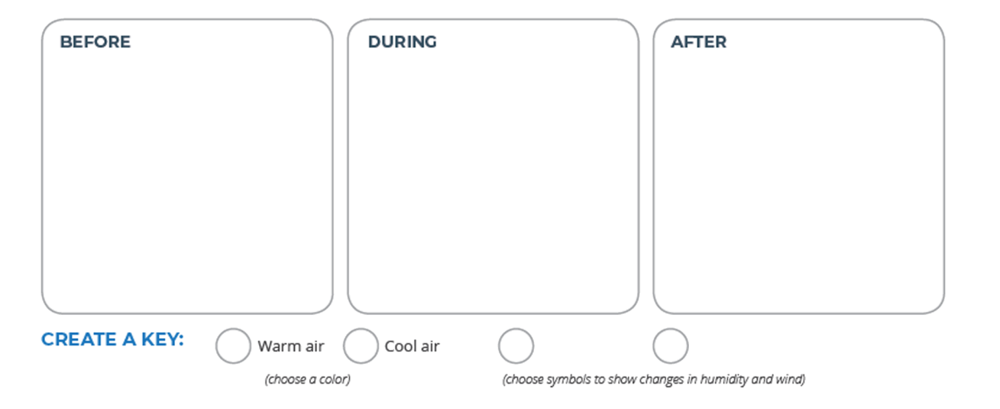 BEFORE
DURING
AFTER
CREATE A KEY:
Warm air
Cool air
(choose a color)
(choose symbols to show changes in humidity and wind)